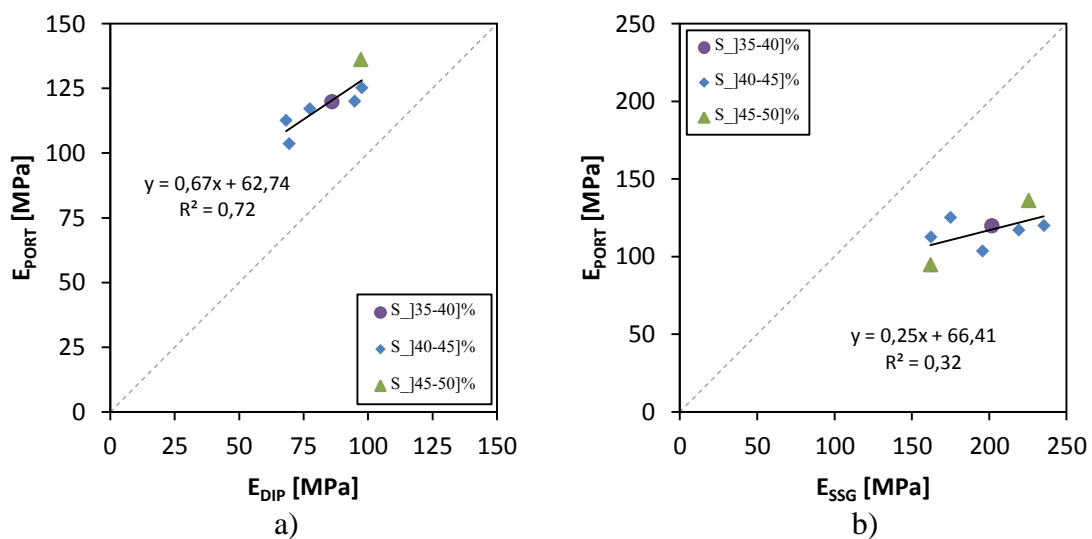 150
125
100
75
50
25
0
E_PORT [MPa]
y = 0,67x + 62,74
R² = 0,72
S_]35-40]%
S_]40-45]%
S_]45-50]%
0 25 50 75 100 125 150
E_DIP [MPa]
a)
250
200
150
100
50
0
E_PORT [MPa]
S_]35-40]%
S_]40-45]%
S_]45-50]%
y = 0,25x + 66,41
R² = 0,32
0 50 100 150 200 250
E_SSG [MPa]
b)